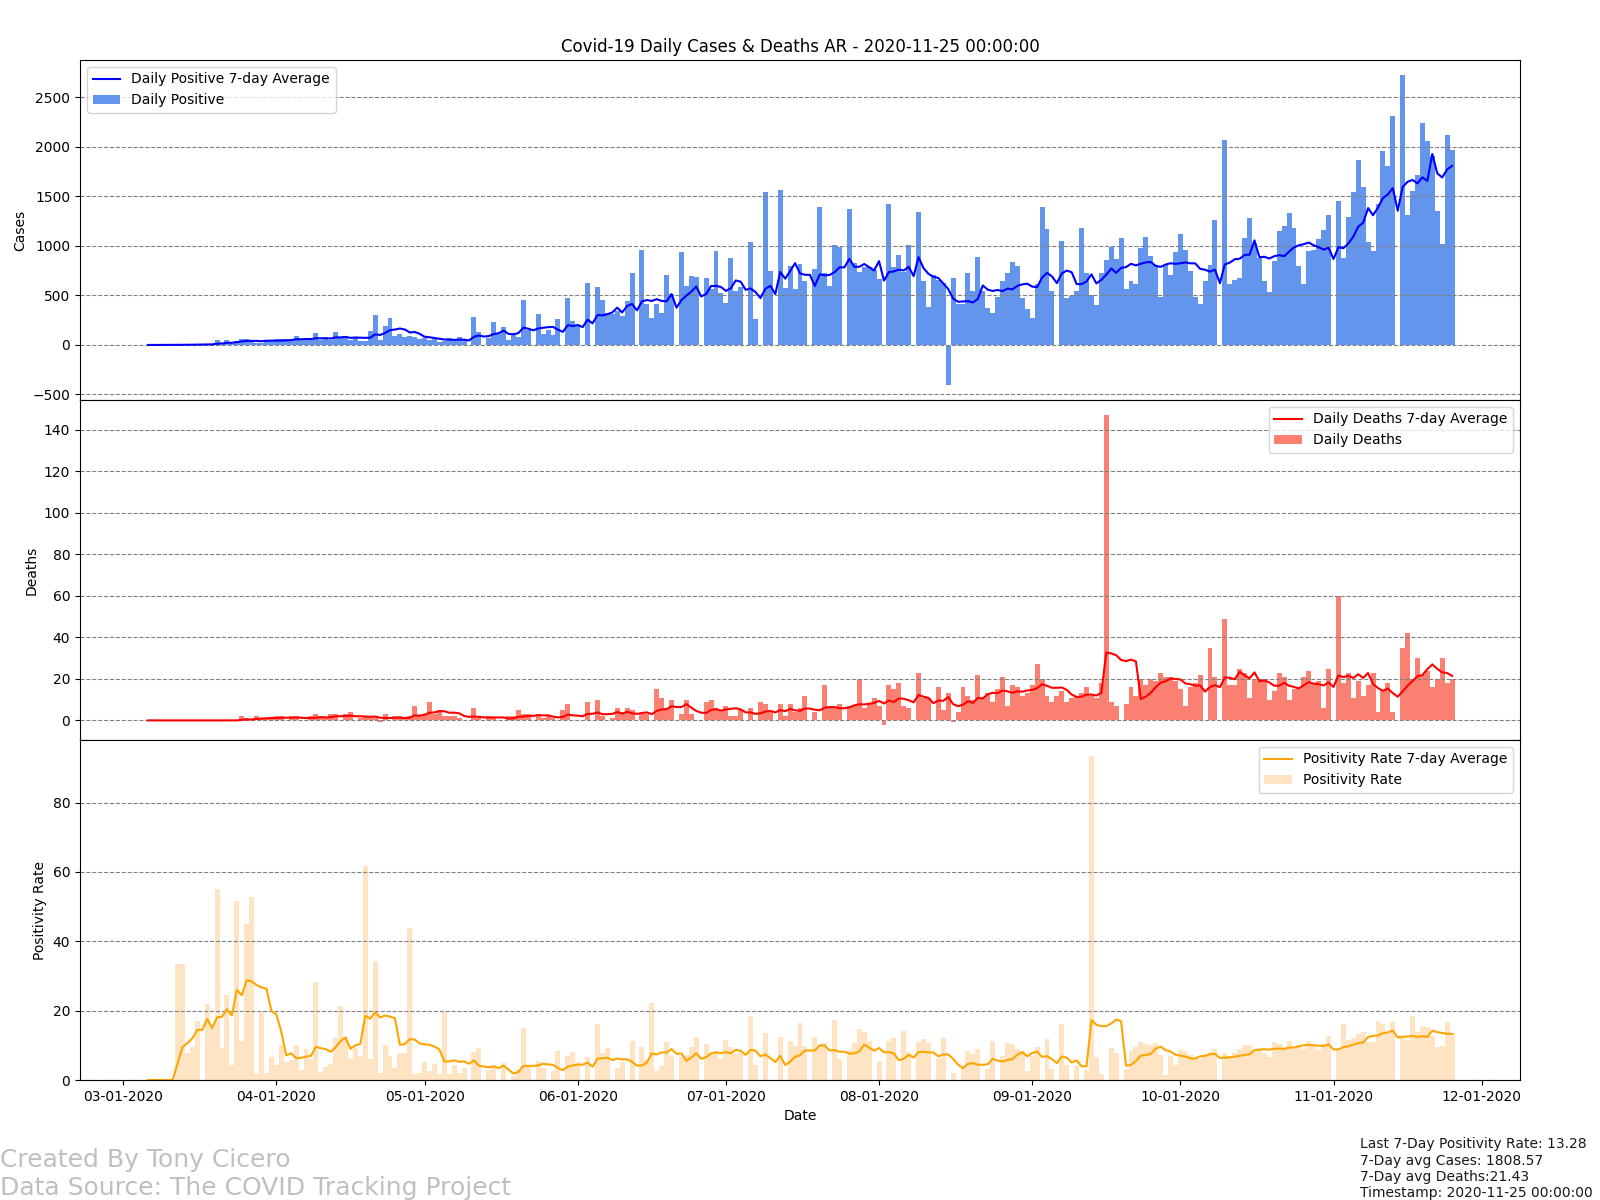 Covid-19 Daily Cases & Deaths AR - 2020-11-25 00:00:00
Daily Positive 7-day Average
Daily Positive
2500
2000
1500
1000
500
0
−500
Cases
Daily Deaths 7-day Average
Daily Deaths
140
120
100
80
60
40
20
0
Deaths
Positivity Rate 7-day Average
Positivity Rate
80
60
40
20
0
Positivity Rate
03-01-2020 04-01-2020 05-01-2020 06-01-2020 07-01-2020 08-01-2020 09-01-2020 10-01-2020 11-01-2020 12-01-2020
Date
Created By Tony Cicero
Data Source: The COVID Tracking Project
Last 7-Day Positivity Rate: 13.28
7-Day avg Cases: 1808.57
7-Day avg Deaths:21.43
Timestamp: 2020-11-25 00:00:00